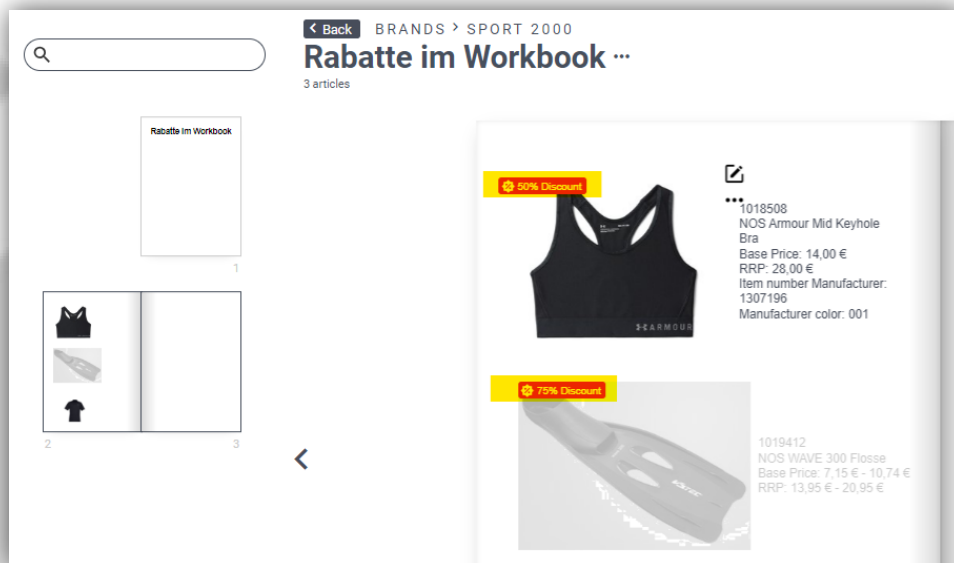 Back BRANDS > SPORT 2000
Rabatte im Workbook ...
3 articles
Rabatte im Workbook
1
2
3
50% Discount
ARMOUR
1018508
NOS Armour Mid Keyhole
Bra
Base Price: 14,00 €
RRP: 28,00 €
Item number Manufacturer:
1307196
Manufacturer color: 001
75% Discount
1019412
NOS WAVE 300 Flosse
Base Price: 7,15 € - 10,74 €
RRP: 13,95 € - 20,95 €